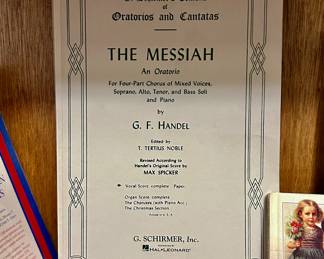 Oratorios and Cantatas
THE MESSIAH
An Oratorio
For Four-Part Chorus of Mixed Voices,
Soprano, Alto, Tenor, and Bass Soli
and Piano
by
G. F. HANDEL
Edited by
T. TERTIUS NOBLE
Revised According to
Handel's Original Score by
MAX SPICKER
Vocal Score, complete Paper
Organ Score, complete
The Choruses (with Piano Acc.)
The Christmas Section
G. SCHIRMER, Inc.
HAL•LEONARD